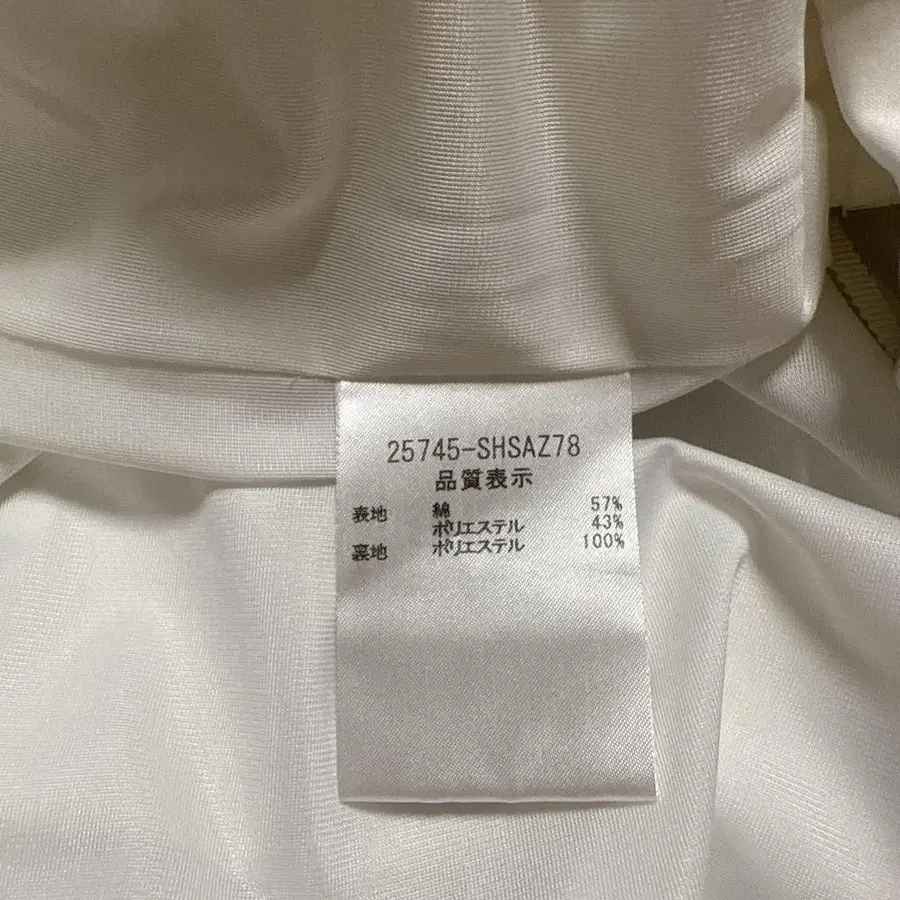 25745-SHSAZ78
品質表示
表地 綿 57%
ポリエステル 43%
裏地 ポリエステル 100%